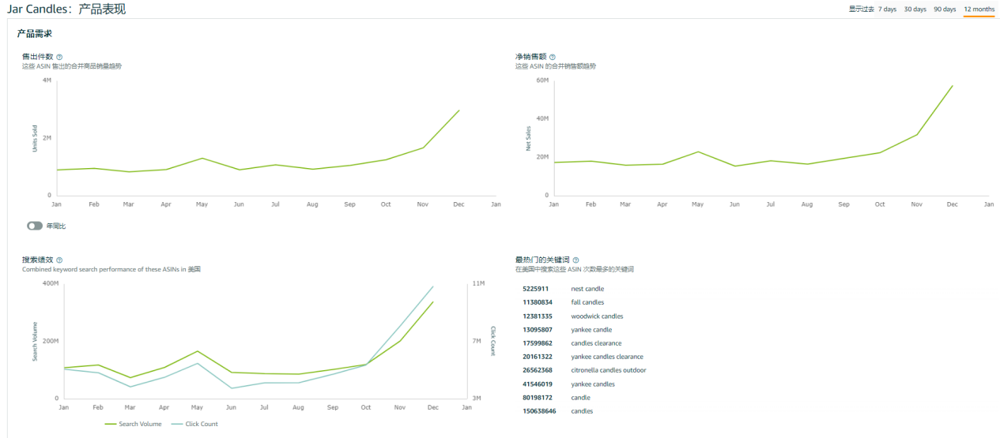 Jar Candles：产品表现
显示过去 7 days 30 days 90 days 12 months
产品需求
售出件数
这些 ASIN 售出的合并商品销量趋势
4M
2M
0
Units Sold
Jan Feb Mar Apr May Jun Jul Aug Sep Oct Nov Dec Jan
年同比
净销售额
这些 ASIN 的合并销售额趋势
60M
40M
20M
0
Net Sales
Jan Feb Mar Apr May Jun Jul Aug Sep Oct Nov Dec Jan
搜索绩效
Combined keyword search performance of these ASINs in 美国
400M
200M
0
Search Volume
11M
7M
3M
Click Count
Jan Feb Mar Apr May Jun Jul Aug Sep Oct Nov Dec Jan
Search Volume Click Count
最热门的关键词
在美国中搜索这些 ASIN 次数最多的关键词
5225911 nest candle
11380834 fall candles
12381335 woodwick candles
13095807 yankee candle
17599862 candles clearance
20161322 yankee candles clearance
26562368 citronella candles outdoor
41546019 yankee candles
80198172 candle
150638646 candles